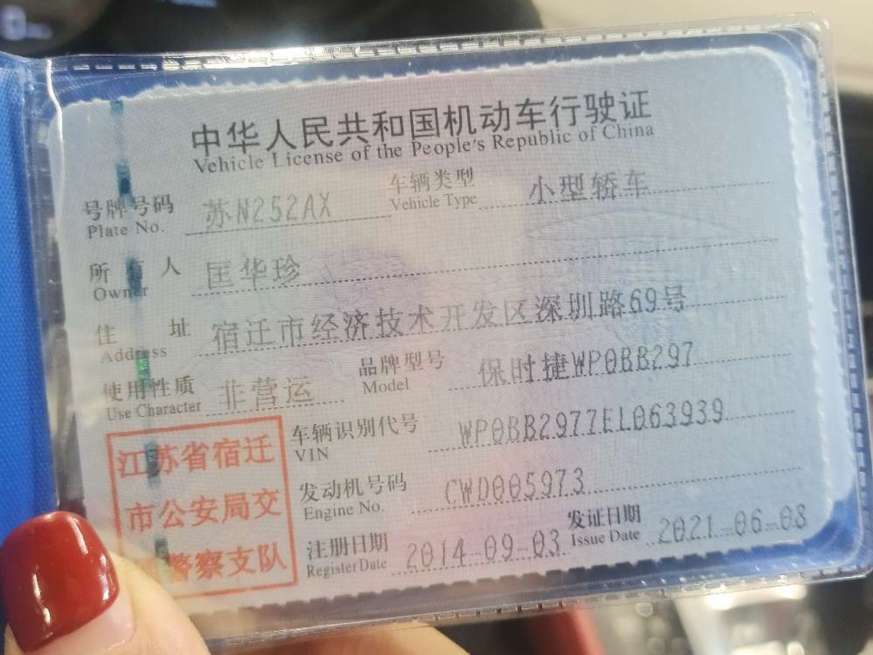 中华人民共和国机动车行驶证
Vehicle License of the People's Republic of China
号牌号码 苏N252AX 车辆类型 小型轿车
Plate No. Vehicle Type
所有人 匡华珍
Owner
住址 宿迁市经济技术开发区深圳路69号
Address
使用性质 非营运 品牌型号 保时捷WP0BB297
Use Character Model
车辆识别代号 WP0BB2977EL063939
VIN
发动机号码 CWD005973
Engine No.
注册日期 2014-09-03 发证日期 2021-06-08
Register Date Issue Date
江苏省宿迁
市公安局交
警察支队